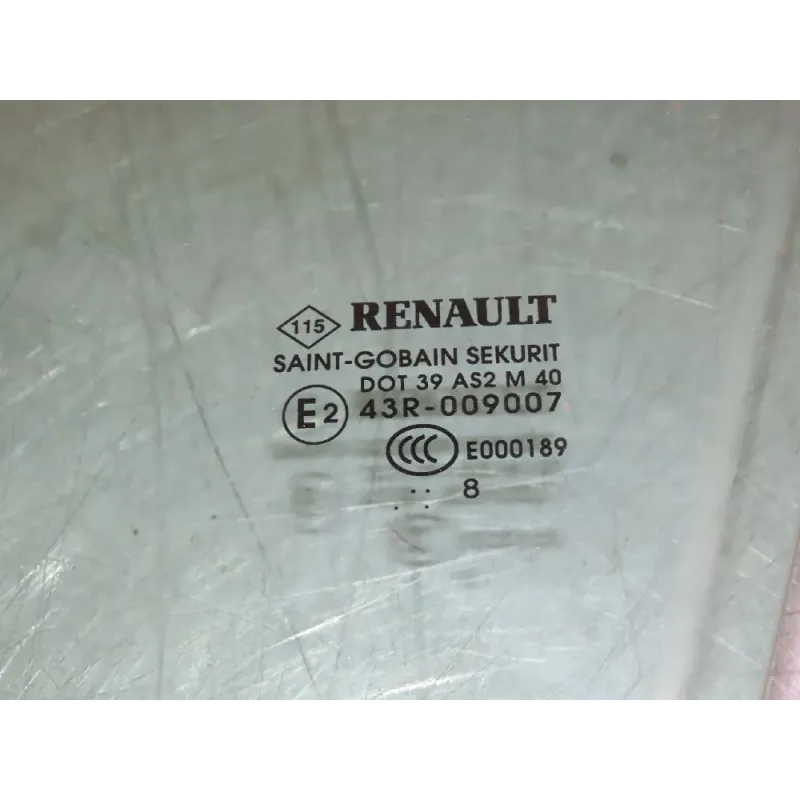 115 RENAULT
SAINT-GOBAIN SEKURIT
DOT 39 AS2 M 40
E2 43R-009007
CCC E000189
.. : 8
. : :